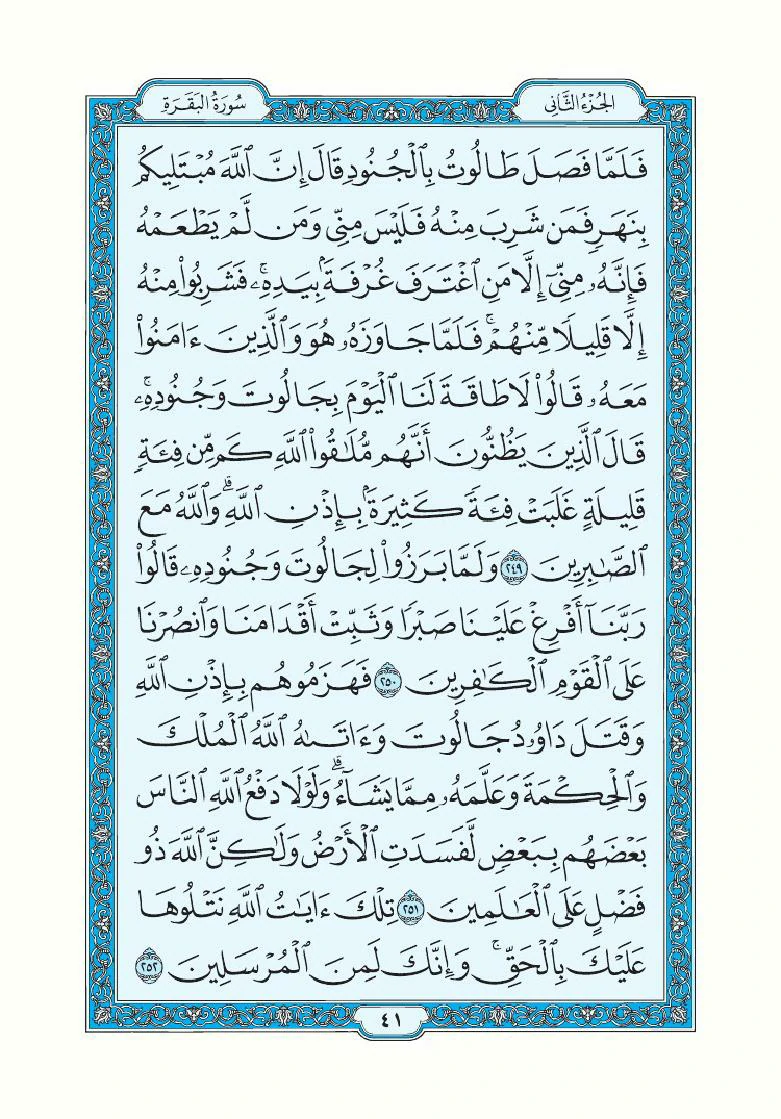 الجُزْءُ الثَّانِي
سُورَةُ البَقَرَةِ
فَلَمَّا فَصَلَ طَالُوتُ بِٱلۡجُنُودِ قَالَ إِنَّ ٱللَّهَ مُبۡتَلِيكُم
بِنَهَرٖ فَمَن شَرِبَ مِنۡهُ فَلَيۡسَ مِنِّي وَمَن لَّمۡ يَطۡعَمۡهُ
فَإِنَّهُۥ مِنِّيٓ إِلَّا مَنِ ٱغۡتَرَفَ غُرۡفَةَۢ بِيَدِهِۦۚ فَشَرِبُواْ مِنۡهُ
إِلَّا قَلِيلٗا مِّنۡهُمۡۚ فَلَمَّا جَاوَزَهُۥ هُوَ وَٱلَّذِينَ ءَامَنُواْ
مَعَهُۥ قَالُواْ لَا طَاقَةَ لَنَا ٱلۡيَوۡمَ بِجَالُوتَ وَجُنُودِهِۦۚ
قَالَ ٱلَّذِينَ يَظُنُّونَ أَنَّهُم مُّلَٰقُواْ ٱللَّهِ كَم مِّن فِئَةٖ
قَلِيلَةٍ غَلَبَتۡ فِئَةٗ كَثِيرَةَۢ بِإِذۡنِ ٱللَّهِۗ وَٱللَّهُ مَعَ
ٱلصَّٰبِرِينَ ٢٤٩ وَلَمَّا بَرَزُواْ لِجَالُوتَ وَجُنُودِهِۦ قَالُواْ
رَبَّنَآ أَفۡرِغۡ عَلَيۡنَا صَبۡرٗا وَثَبِّتۡ أَقۡدَامَنَا وَٱنصُرۡنَا
عَلَى ٱلۡقَوۡمِ ٱلۡكَٰفِرِينَ ٢٥٠ فَهَزَمُوهُم بِإِذۡنِ ٱللَّهِ
وَقَتَلَ دَاوُۥدُ جَالُوتَ وَءَاتَىٰهُ ٱللَّهُ ٱلۡمُلۡكَ
وَٱلۡحِكۡمَةَ وَعَلَّمَهُۥ مِمَّا يَشَآءُۗ وَلَوۡلَا دَفۡعُ ٱللَّهِ ٱلنَّاسَ
بَعۡضَهُم بِبَعۡضٖ لَّفَسَدَتِ ٱلۡأَرۡضُ وَلَٰكِنَّ ٱللَّهَ ذُو
فَضۡلٍ عَلَى ٱلۡعَٰلَمِينَ ٢٥١ تِلۡكَ ءَايَٰتُ ٱللَّهِ نَتۡلُوهَا
عَلَيۡكَ بِٱلۡحَقِّۚ وَإِنَّكَ لَمِنَ ٱلۡمُرۡسَلِينَ ٢٥٢
٤١